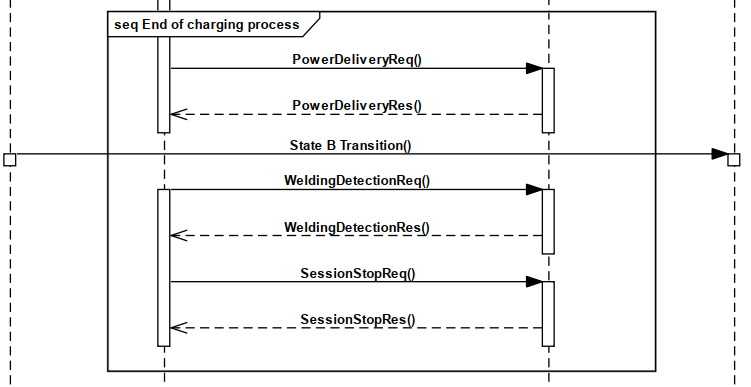 seq End of charging process
PowerDeliveryReq()
PowerDeliveryRes()
State B Transition()
WeldingDetectionReq()
WeldingDetectionRes()
SessionStopReq()
SessionStopRes()